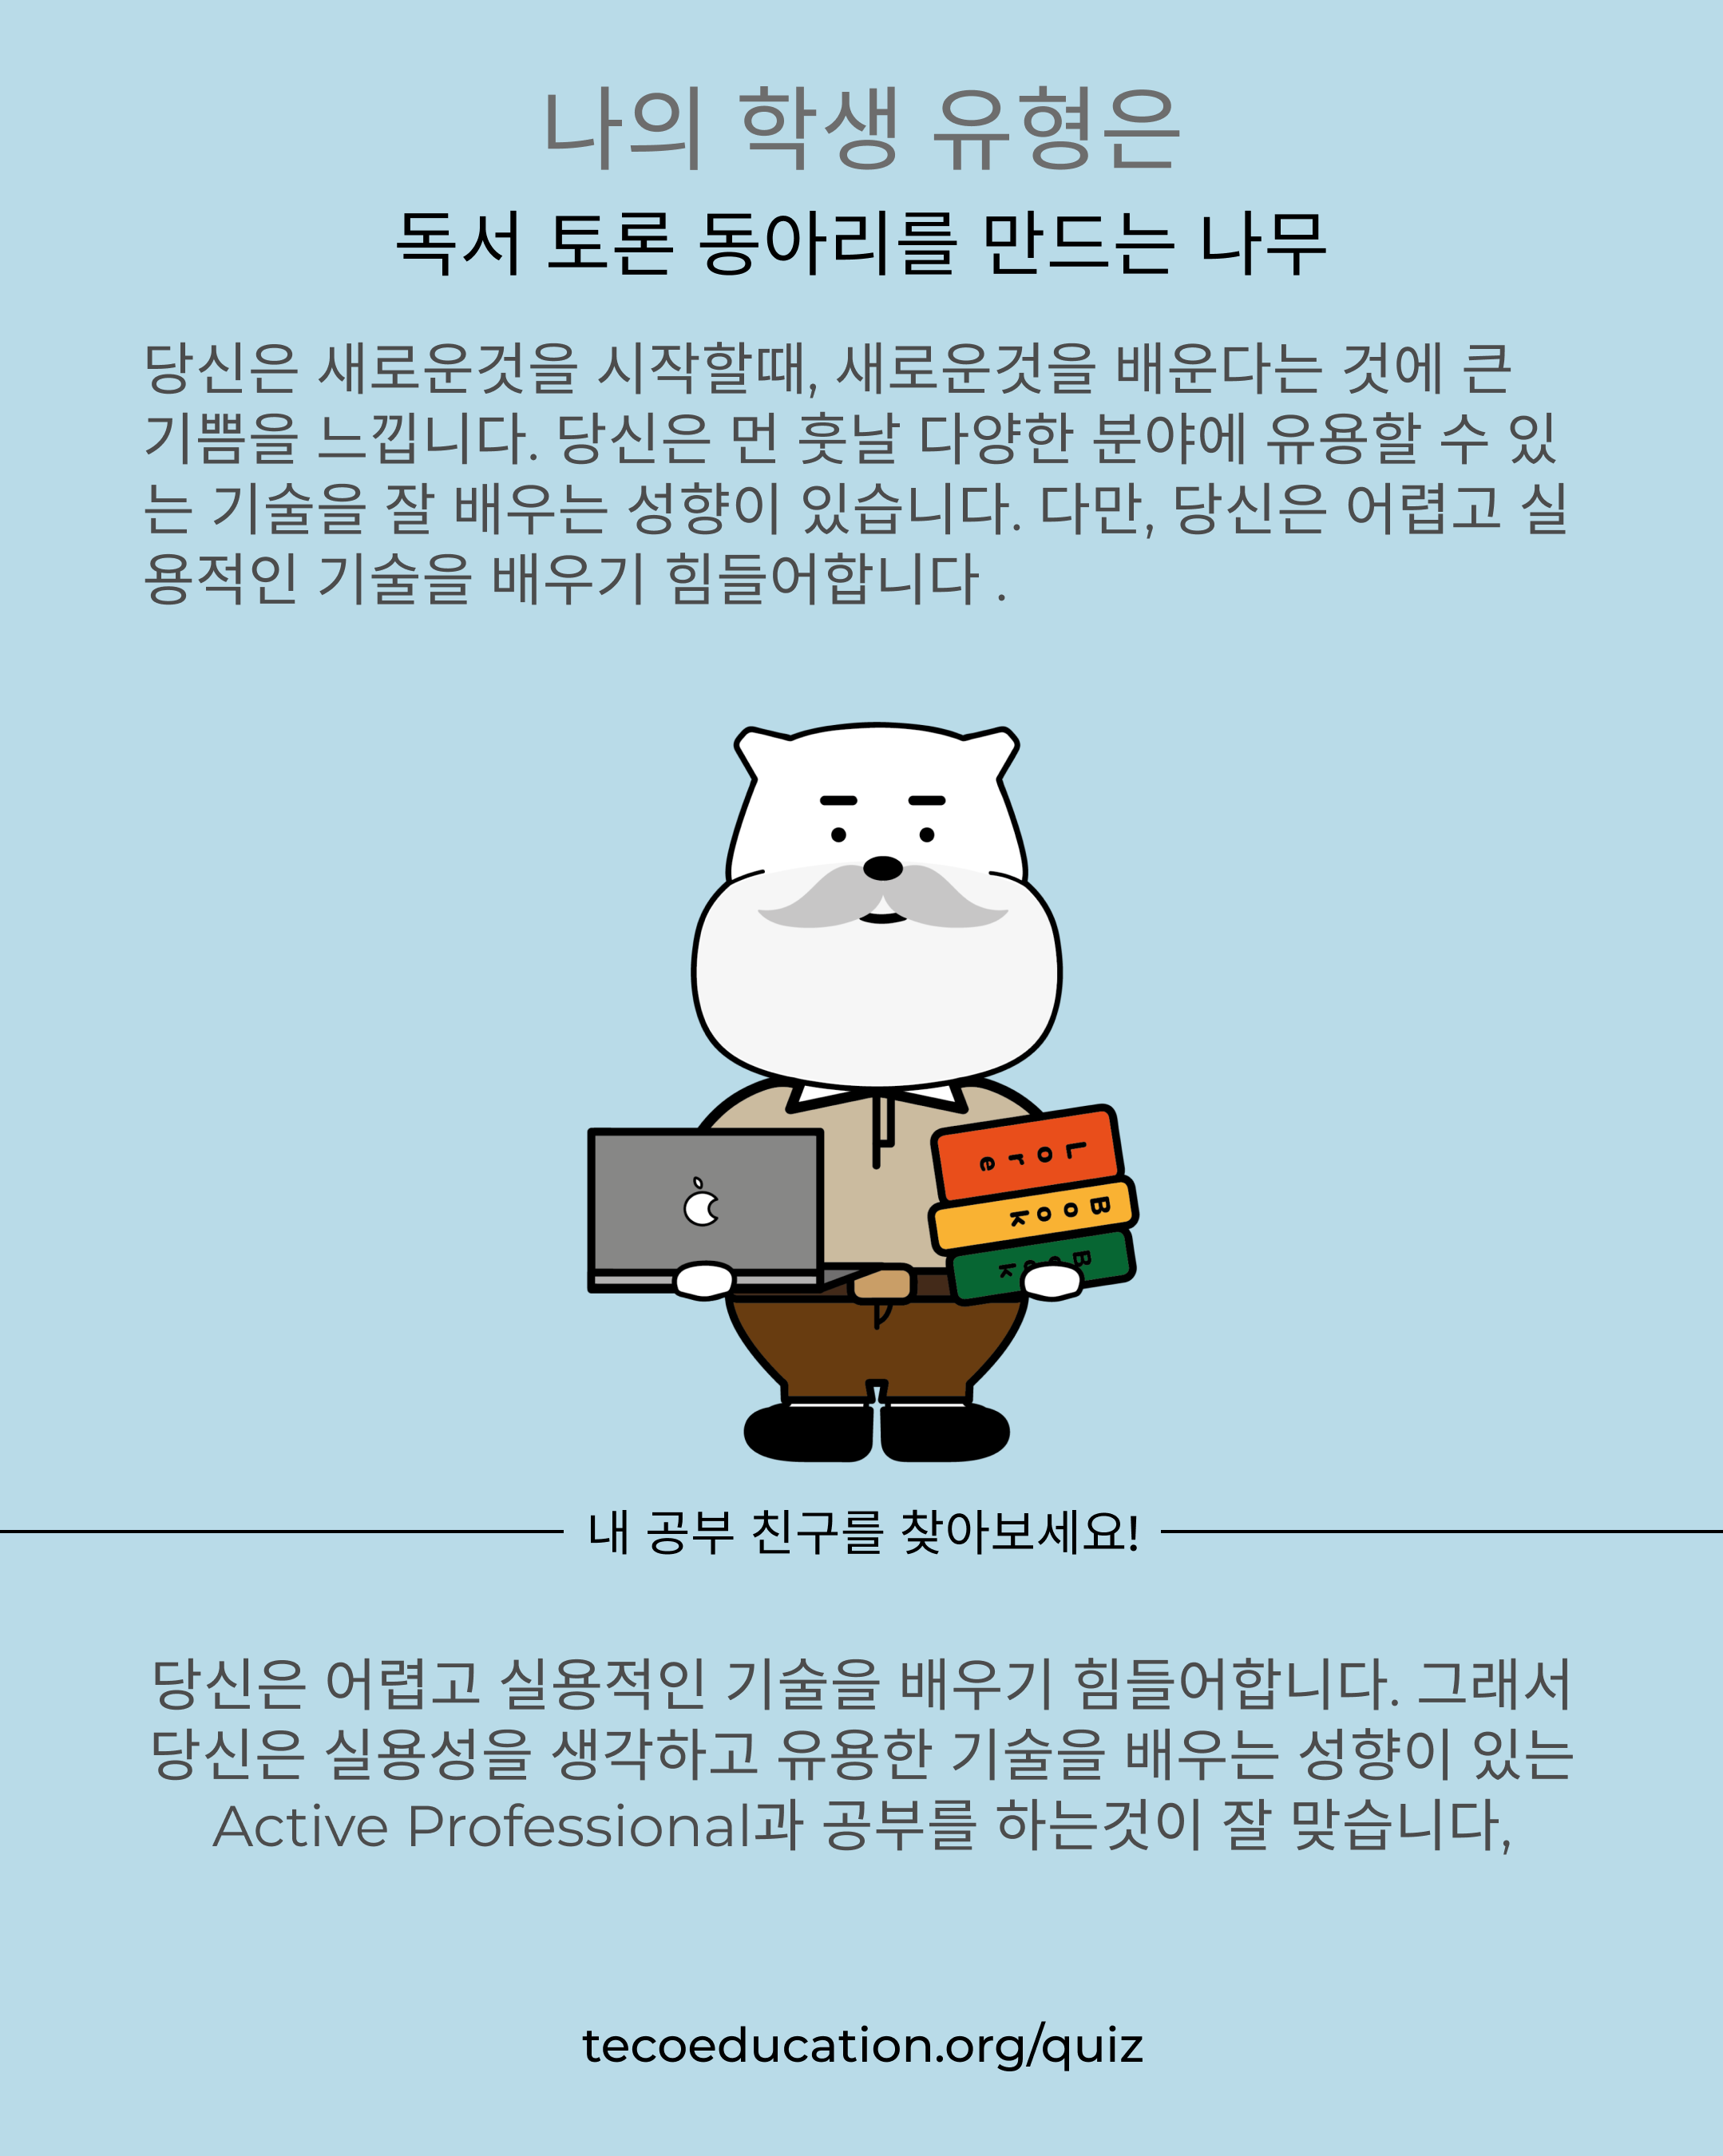 나의 학생 유형은
독서 토론 동아리를 만드는 나무
당신은 새로운것을 시작할때, 새로운것을 배운다는 것에 큰
기쁨을 느낍니다. 당신은 먼 훗날 다양한 분야에 유용할 수 있
는 기술을 잘 배우는 성향이 있습니다. 다만, 당신은 어렵고 실
용적인 기술을 배우기 힘들어합니다 .
Lore
Book
Book
내 공부 친구를 찾아보세요!
당신은 어렵고 실용적인 기술을 배우기 힘들어합니다. 그래서
당신은 실용성을 생각하고 유용한 기술을 배우는 성향이 있는
Active Professional과 공부를 하는것이 잘 맞습니다,
tecoeducation.org/quiz